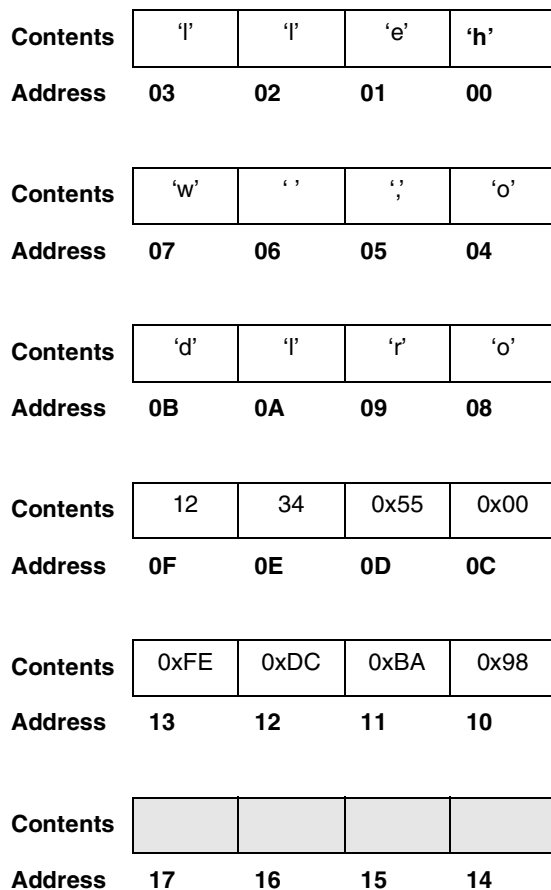 Contents ‘l’ ‘l’ ‘e’ ‘h’
Address 03 02 01 00
Contents ‘w’ ‘ ’ ‘,’ ‘o’
Address 07 06 05 04
Contents ‘d’ ‘l’ ‘r’ ‘o’
Address 0B 0A 09 08
Contents 12 34 0x55 0x00
Address 0F 0E 0D 0C
Contents 0xFE 0xDC 0xBA 0x98
Address 13 12 11 10
Contents
Address 17 16 15 14